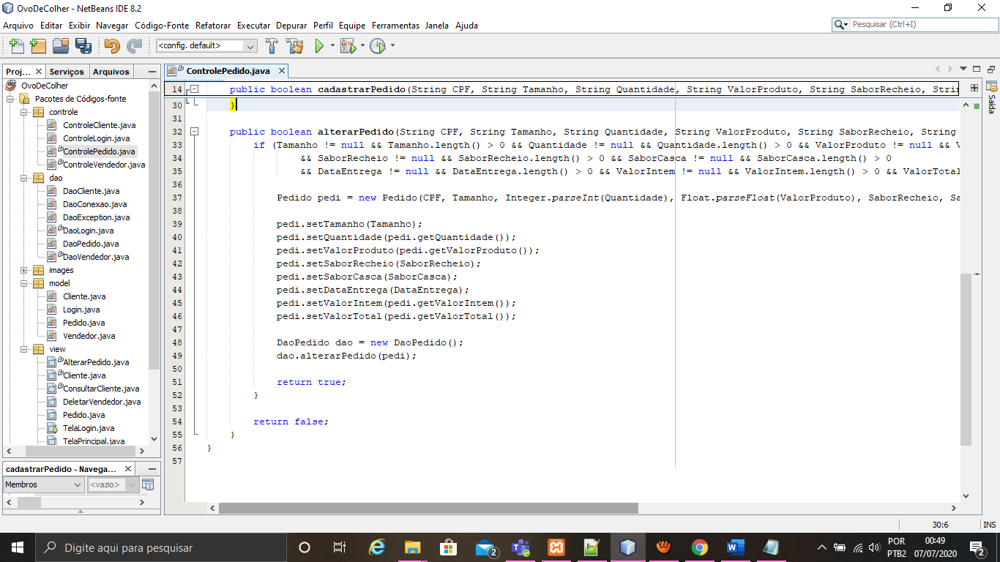 OvoDeColher - NetBeans IDE 8.2
Arquivo Editar Exibir Navegar Código-Fonte Refatorar Executar Depurar Perfil Equipe Ferramentas Janela Ajuda
Pesquisar (Ctrl+I)
<config. default>
Proj... Serviços Arquivos
OvoDeColher
Pacotes de Códigos-fonte
controle
ControleCliente.java
ControleLogin.java
ControlePedido.java
ControleVendedor.java
dao
DaoCliente.java
DaoConexao.java
DaoException.java
DaoLogin.java
DaoPedido.java
DaoVendedor.java
images
model
Cliente.java
Login.java
Pedido.java
Vendedor.java
view
AlterarPedido.java
Cliente.java
ConsultarCliente.java
DeletarVendedor.java
Pedido.java
TelaLogin.java
TelaPrincipal.java
cadastrarPedido - Navega...
Membros <vazio>
ControlePedido.java
14 public boolean cadastrarPedido(String CPF, String Tamanho, String Quantidade, String ValorProduto, String SaborRecheio, Strin
30 }
31
32 public boolean alterarPedido(String CPF, String Tamanho, String Quantidade, String ValorProduto, String SaborRecheio, String
33 if (Tamanho != null && Tamanho.length() > 0 && Quantidade != null && Quantidade.length() > 0 && ValorProduto != null && V
34 && SaborRecheio != null && SaborRecheio.length() > 0 && SaborCasca != null && SaborCasca.length() > 0
35 && DataEntrega != null && DataEntrega.length() > 0 && ValorIntem != null && ValorIntem.length() > 0 && ValorTotal
36
37 Pedido pedi = new Pedido(CPF, Tamanho, Integer.parseInt(Quantidade), Float.parseFloat(ValorProduto), SaborRecheio, Sa
38
39 pedi.setTamanho(Tamanho);
40 pedi.setQuantidade(pedi.getQuantidade());
41 pedi.setValorProduto(pedi.getValorProduto());
42 pedi.setSaborRecheio(SaborRecheio);
43 pedi.setSaborCasca(SaborCasca);
44 pedi.setDataEntrega(DataEntrega);
45 pedi.setValorIntem(pedi.getValorIntem());
46 pedi.setValorTotal(pedi.getValorTotal());
47
48 DaoPedido dao = new DaoPedido();
49 dao.alterarPedido(pedi);
50
51 return true;
52 }
53
54 return false;
55 }
56 }
57
Saída
30:6 INS
Digite aqui para pesquisar
2
POR
PTB2
00:49
07/07/2020
2